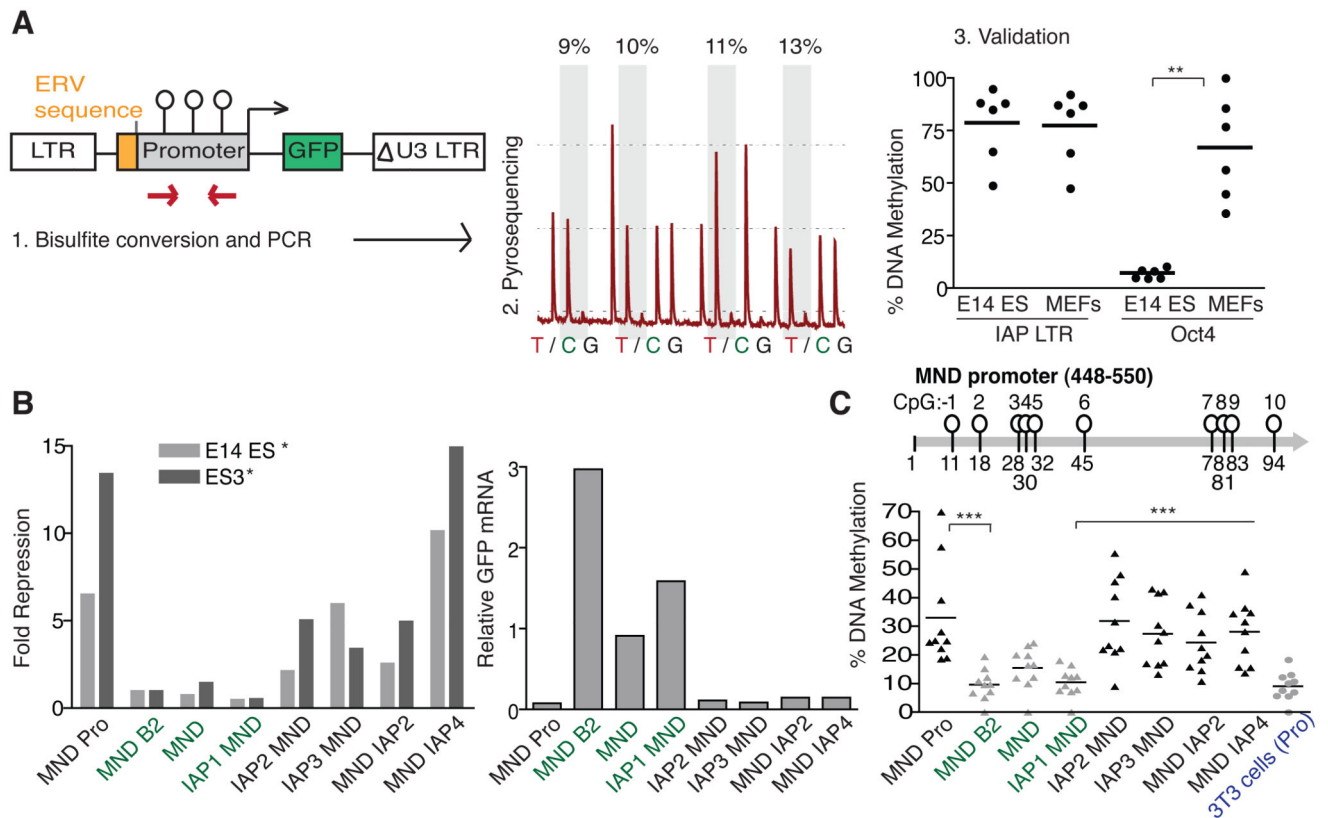 A
ERV
sequence
LTR
Promoter
GFP
Δ U3 LTR
1. Bisulfite conversion and PCR
2. Pyrosequencing
9% 10% 11% 13%
T / C G T / C G T / C G T / C G
3. Validation
% DNA Methylation
100
75
50
25
0
**
E14 ES MEFs E14 ES MEFs
IAP LTR Oct4
B
Fold Repression
15
10
5
0
E14 ES *
ES3*
MND Pro
MND B2
MND
IAP1 MND
IAP2 MND
IAP3 MND
MND IAP2
MND IAP4
Relative GFP mRNA
3
2
1
0
MND Pro
MND B2
MND
IAP1 MND
IAP2 MND
IAP3 MND
MND IAP2
MND IAP4
C
MND promoter (448-550)
CpG:-1 2 345 6 789 10
1 11 18 28 32 45 78 83 94
30 81
% DNA Methylation
70
60
50
40
30
20
10
0
*** ***
MND Pro
MND B2
MND
IAP1 MND
IAP2 MND
IAP3 MND
MND IAP2
MND IAP4
3T3 cells (Pro)